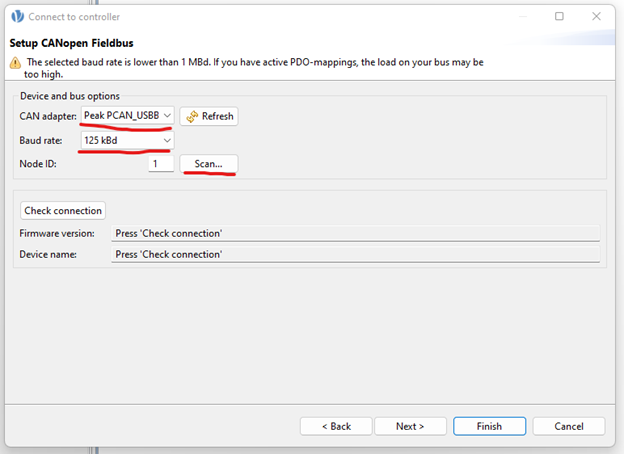 Connect to controller
Setup CANopen Fieldbus
The selected baud rate is lower than 1 MBd. If you have active PDO-mappings, the load on your bus may be
too high.
Device and bus options
CAN adapter: Peak PCAN_USBB Refresh
Baud rate: 125 kBd
Node ID: 1 Scan...
Check connection
Firmware version: Press 'Check connection'
Device name: Press 'Check connection'
< Back Next > Finish Cancel